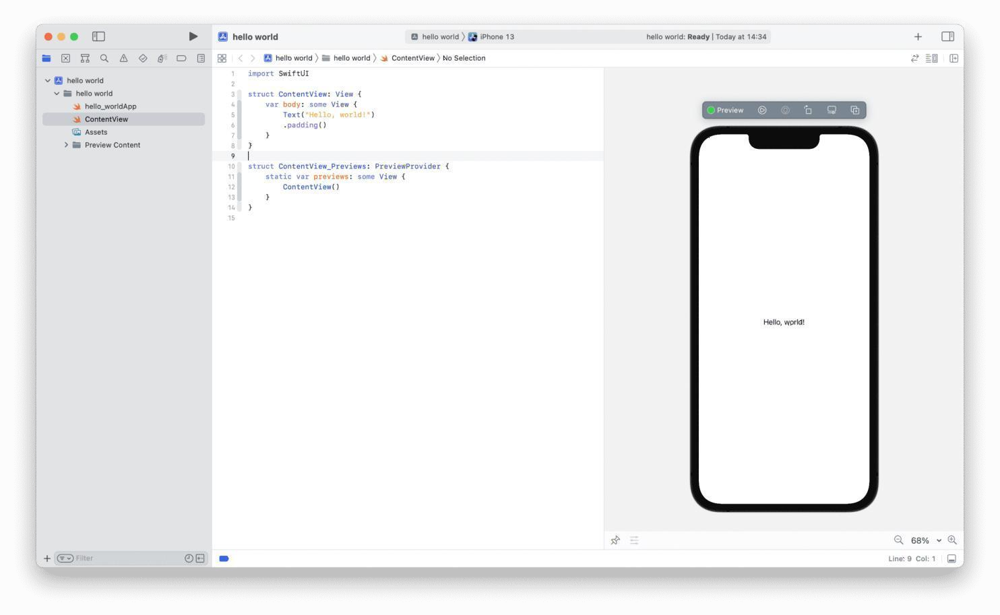 hello world
hello world 〉 iPhone 13
hello world: Ready | Today at 14:34
hello world 〉 hello world 〉 ContentView 〉 No Selection
hello world
hello world
hello_worldApp
ContentView
Assets
Preview Content
1 import SwiftUI
2
3 struct ContentView: View {
4 var body: some View {
5 Text("Hello, world!")
6 .padding()
7 }
8 }
9
10 struct ContentView_Previews: PreviewProvider {
11 static var previews: some View {
12 ContentView()
13 }
14 }
15
Preview
Hello, world!
68%
Filter
Line: 9 Col: 1